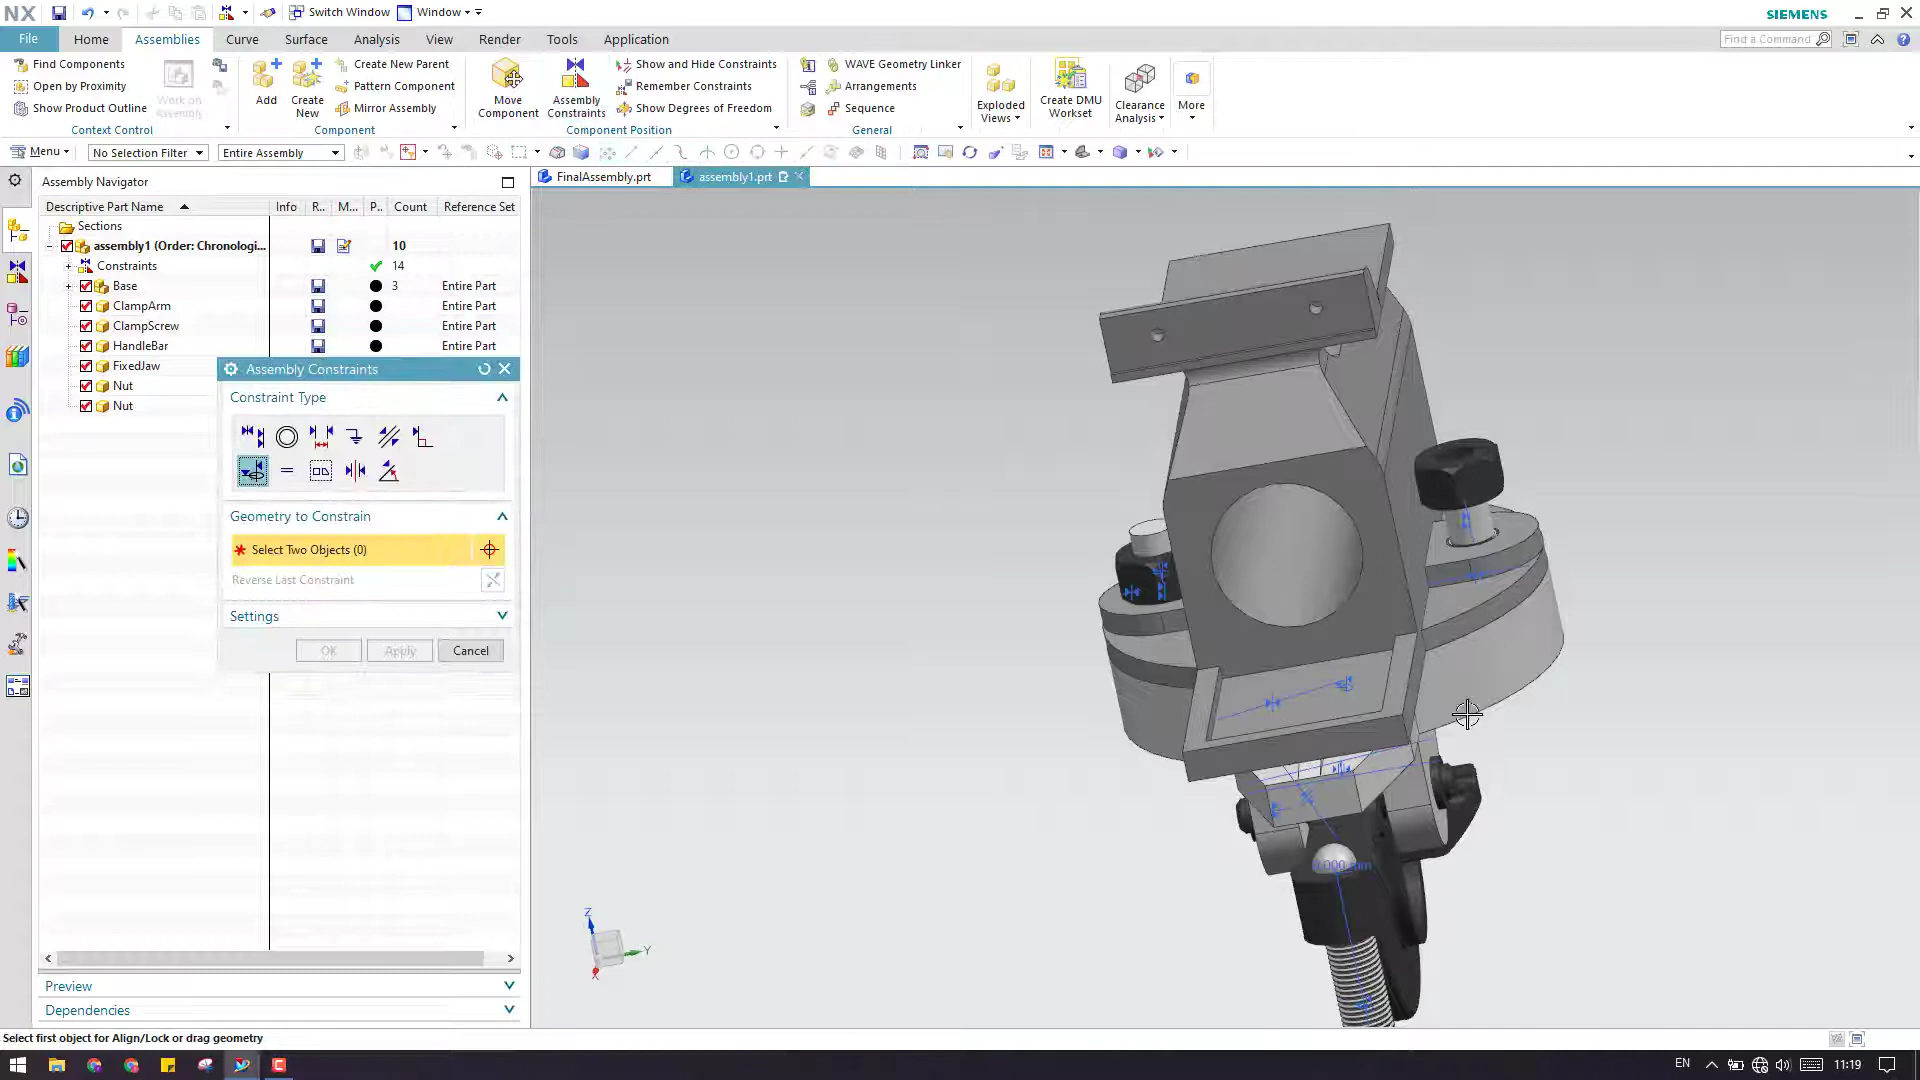 NX
Switch Window
Window
SIEMENS
File
Home
Assemblies
Curve
Surface
Analysis
View
Render
Tools
Application
Find a Command
Find Components
Open by Proximity
Show Product Outline
Work on
Assembly
Context Control
Add
Create
New
Create New Parent
Pattern Component
Mirror Assembly
Component
Move
Component
Assembly
Constraints
Show and Hide Constraints
Remember Constraints
Show Degrees of Freedom
Component Position
WAVE Geometry Linker
Arrangements
Sequence
General
Exploded
Views
Create DMU
Workset
Clearance
Analysis
More
Menu
No Selection Filter
Entire Assembly
Assembly Navigator
FinalAssembly.prt
assembly1.prt
Descriptive Part Name
Info
R..
M...
P..
Count
Reference Set
Sections
assembly1 (Order: Chronologi...
10
Constraints
14
Base
3
Entire Part
ClampArm
Entire Part
ClampScrew
Entire Part
HandleBar
Entire Part
FixedJaw
Nut
Nut
Assembly Constraints
Constraint Type
Geometry to Constrain
* Select Two Objects (0)
Reverse Last Constraint
Settings
OK
Apply
Cancel
Z
Y
X
Preview
Dependencies
Select first object for Align/Lock or drag geometry
EN
11:19